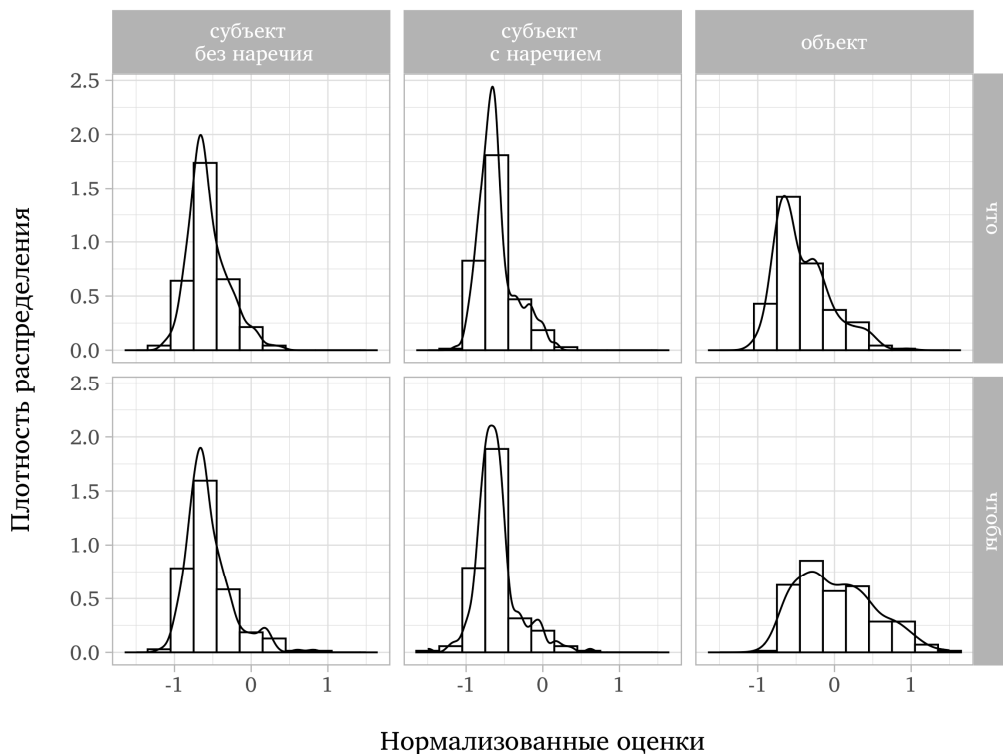 субъект
без наречия
субъект
с наречием
объект
2.5
2.0
1.5
1.0
0.5
0.0
что
2.5
2.0
1.5
1.0
0.5
0.0
чтобы
-1 0 1
-1 0 1
-1 0 1
Плотность распределения
Нормализованные оценки